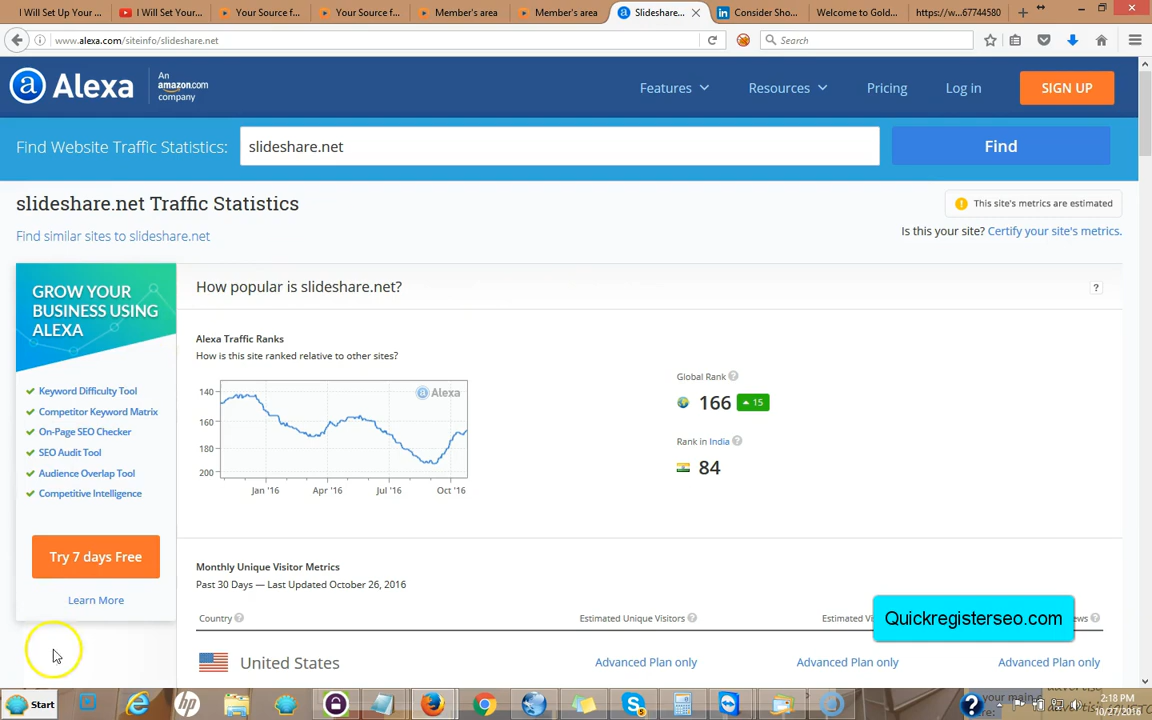 I Will Set Up Your ...
I Will Set Your...
Your Source f...
Your Source f...
Member's area
Member's area
Slideshare...
Consider Sho...
Welcome to Gold...
https://w...67744580
www.alexa.com/siteinfo/slideshare.net
Search
a Alexa
An
amazon.com
company
Features
Resources
Pricing
Log in
SIGN UP
Find Website Traffic Statistics:
slideshare.net
Find
slideshare.net Traffic Statistics
This site's metrics are estimated
Find similar sites to slideshare.net
Is this your site? Certify your site's metrics.
GROW YOUR
BUSINESS USING
ALEXA
Keyword Difficulty Tool
Competitor Keyword Matrix
On-Page SEO Checker
SEO Audit Tool
Audience Overlap Tool
Competitive Intelligence
Try 7 days Free
Learn More
How popular is slideshare.net?
?
Alexa Traffic Ranks
How is this site ranked relative to other sites?
a Alexa
140
160
180
200
Jan '16
Apr '16
Jul '16
Oct '16
Global Rank ?
166
15
Rank in India ?
84
Monthly Unique Visitor Metrics
Past 30 Days — Last Updated October 26, 2016
Country ?
Estimated Unique Visitors ?
Estimated
Quickregisterseo.com
United States
Advanced Plan only
Advanced Plan only
Advanced Plan only
Start
hp
2:18 PM
10/27/2016